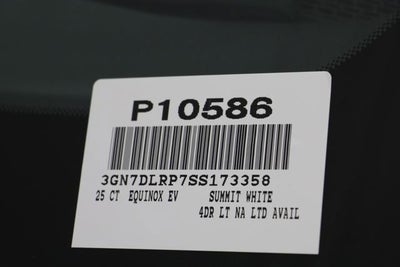 P10586
3GN7DLRP7SS173358
25 CT EQUINOX EV SUMMIT WHITE
4DR LT NA LTD AVAIL